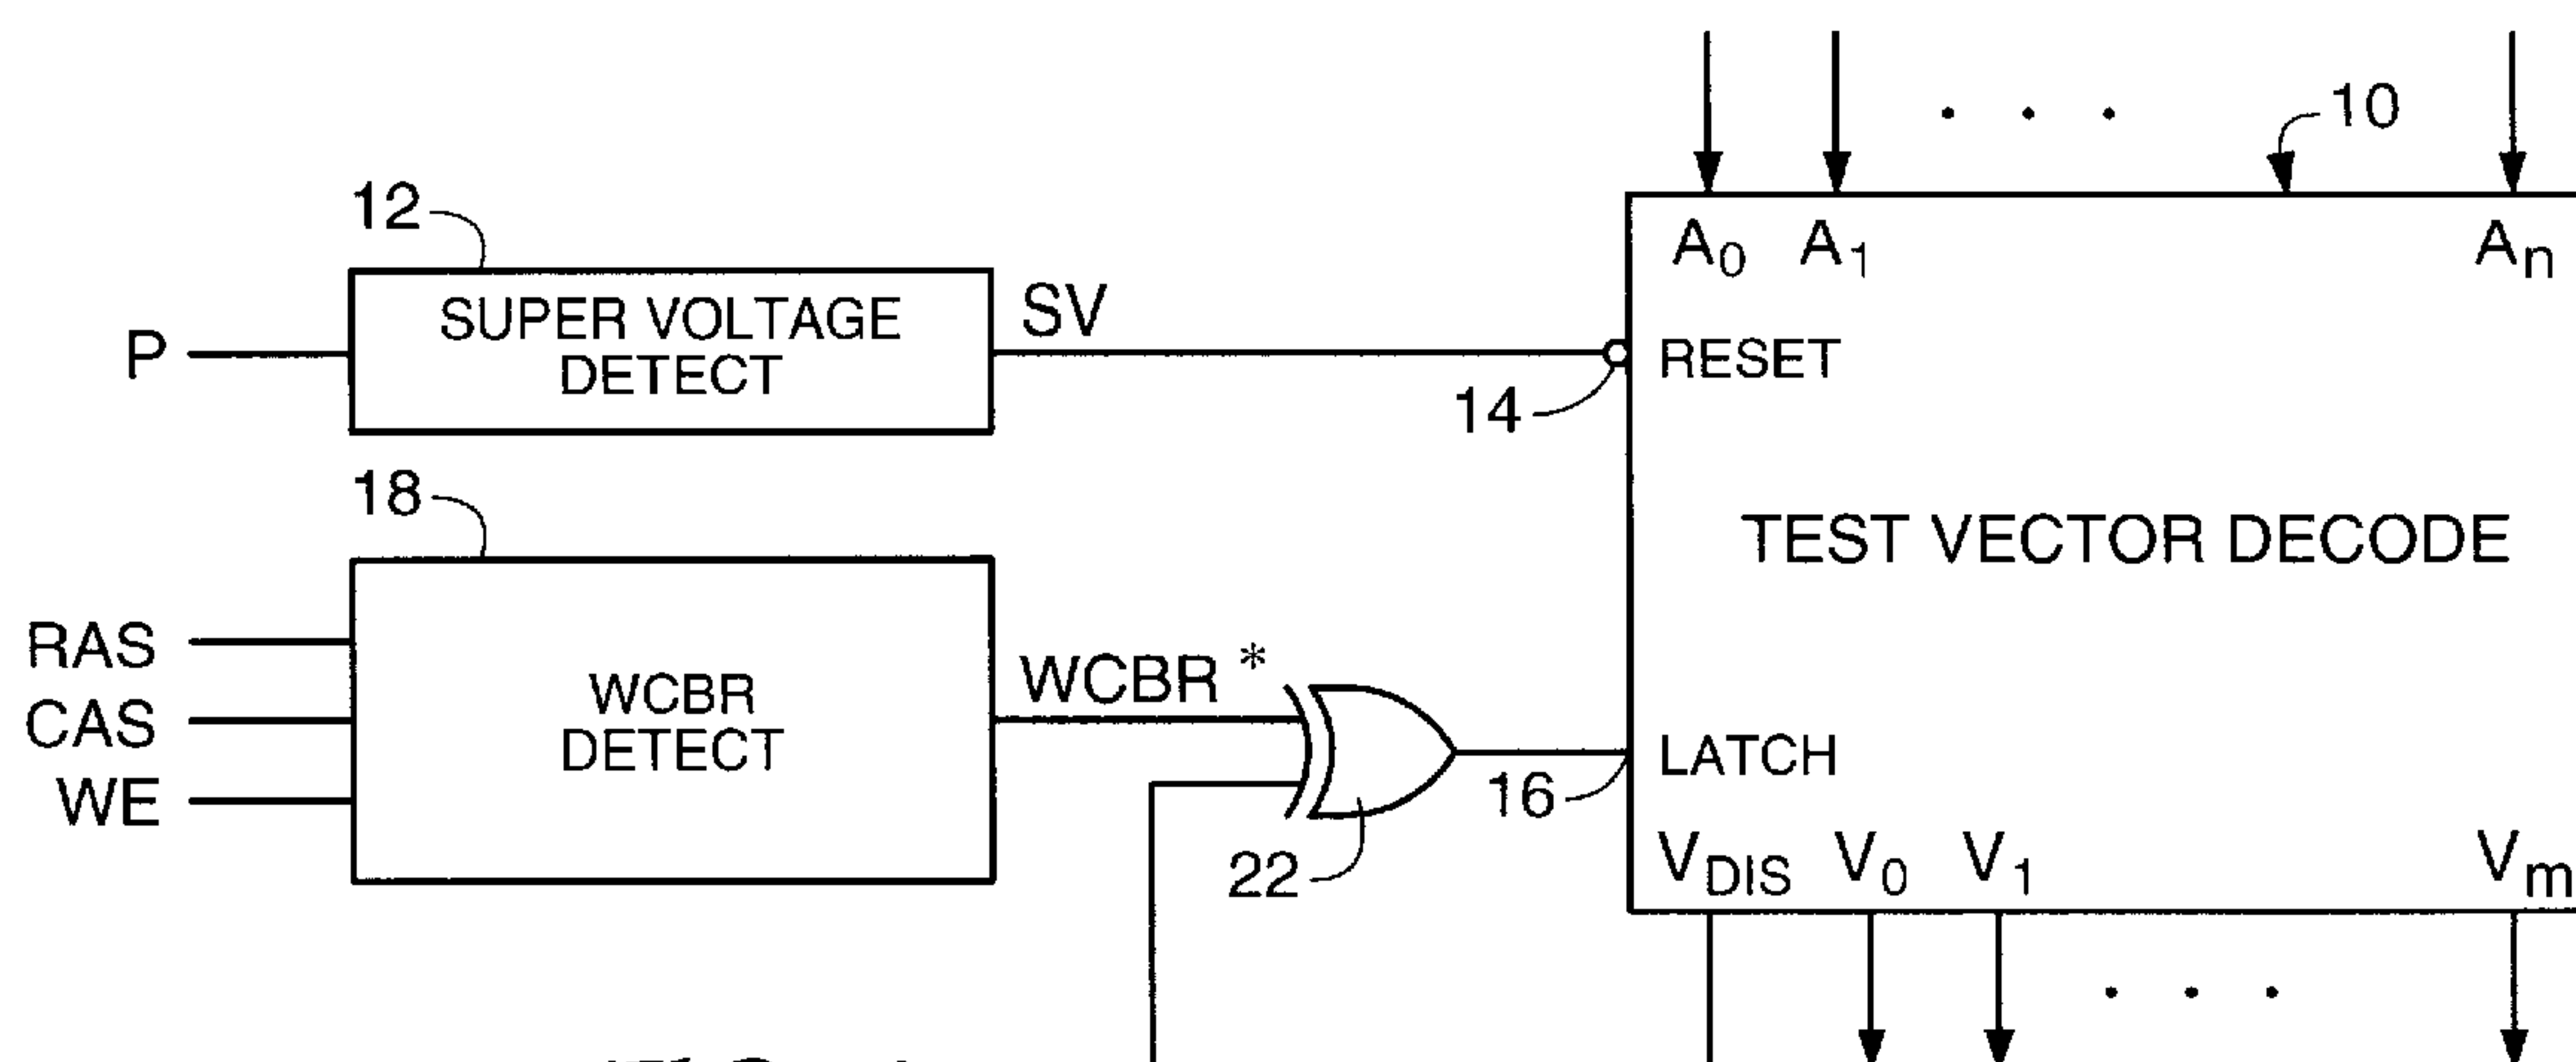 10
12
A0 A1 An
SUPER VOLTAGE
DETECT
SV
P
RESET
14
18
TEST VECTOR DECODE
RAS
CAS
WE
WCBR
DETECT
WCBR *
LATCH
16
22
VDIS V0 V1 Vm